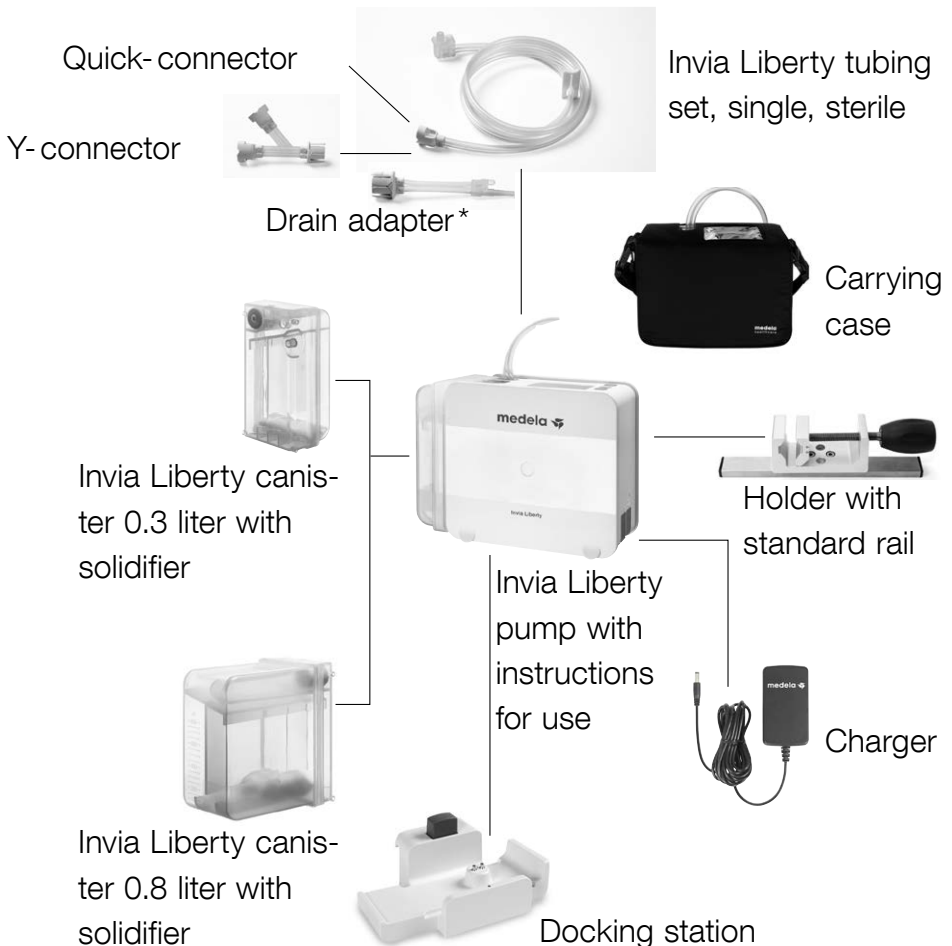 Quick-connector
Invia Liberty tubing
set, single, sterile
Y-connector
Drain adapter*
Carrying
case
medela
medela
Invia Liberty
Invia Liberty canis-
ter 0.3 liter with
solidifier
Holder with
standard rail
Invia Liberty
pump with
instructions
for use
medela
Charger
Invia Liberty canis-
ter 0.8 liter with
solidifier
Docking station